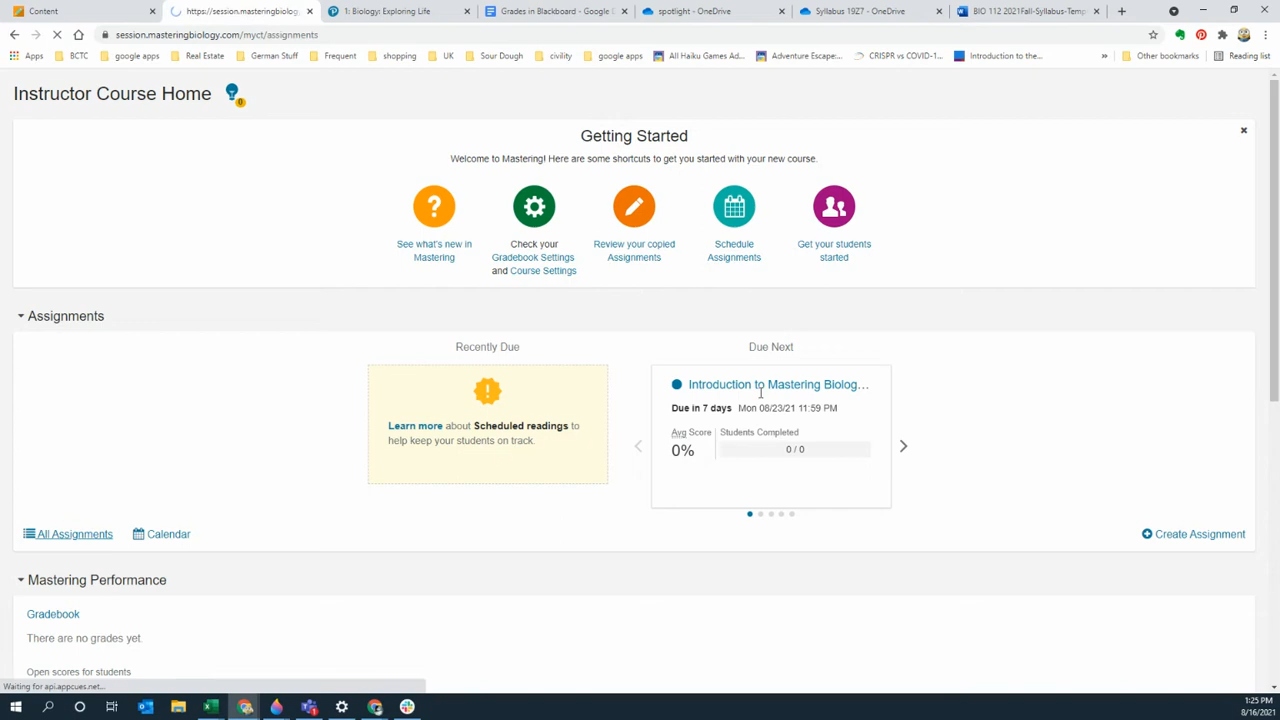 Content
https://session.masteringbiolog
1: Biology: Exploring Life
Grades in Blackboard - Google
spotlight - OneDrive
Syllabus 19Z7 - OneDrive
BIO 112 2021Fall-Syllabus-Temp
session.masteringbiology.com/myct/assignments
Apps
BCTC
google apps
Real Estate
German Stuff
Frequent
shopping
UK
Sour Dough
civility
google apps
All Haiku Games Ad...
Adventure Escape:...
CRISPR vs COVID-1...
Introduction to the...
»
Other bookmarks
Reading list
Instructor Course Home
0
Getting Started
Welcome to Mastering! Here are some shortcuts to get you started with your new course.
See what's new in
Mastering
Check your
Gradebook Settings
and Course Settings
Review your copied
Assignments
Schedule
Assignments
Get your students
started
Assignments
Recently Due
Due Next
Learn more about Scheduled readings to
help keep your students on track.
Introduction to Mastering Biolog...
Due in 7 days Mon 08/23/21 11:59 PM
Avg Score
Students Completed
0%
0 / 0
All Assignments
Calendar
Create Assignment
Mastering Performance
Gradebook
There are no grades yet.
Open scores for students
Waiting for api.appcues.net...
1:25 PM
8/16/2021